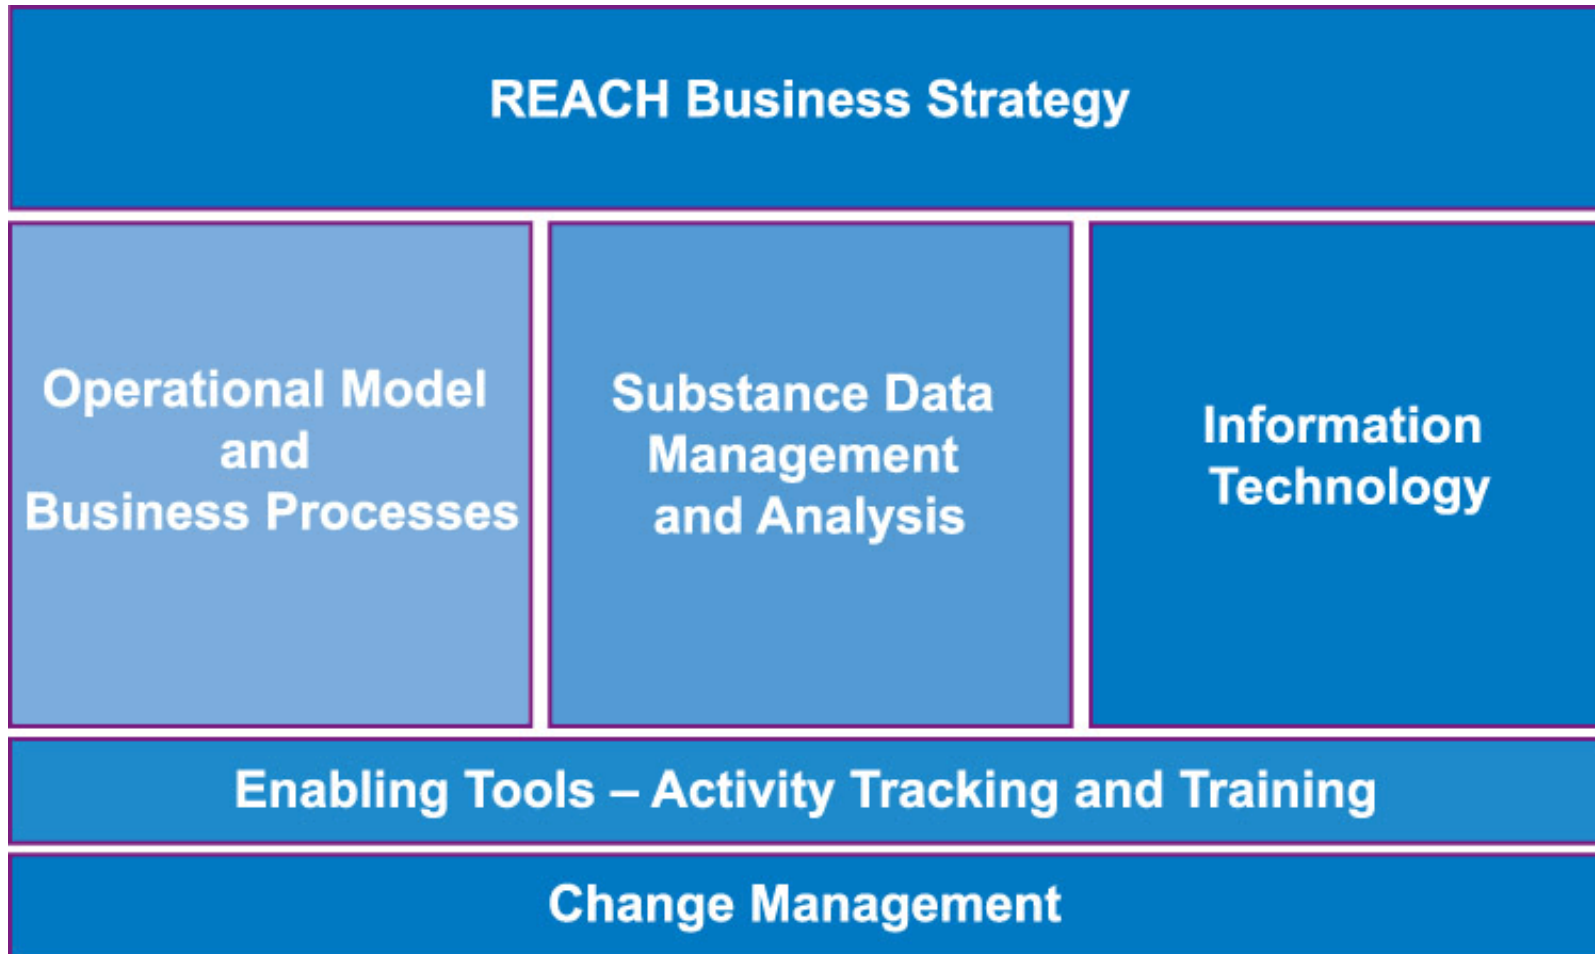 REACH Business Strategy
Operational Model
and
Business Processes
Substance Data
Management
and Analysis
Information
Technology
Enabling Tools – Activity Tracking and Training
Change Management